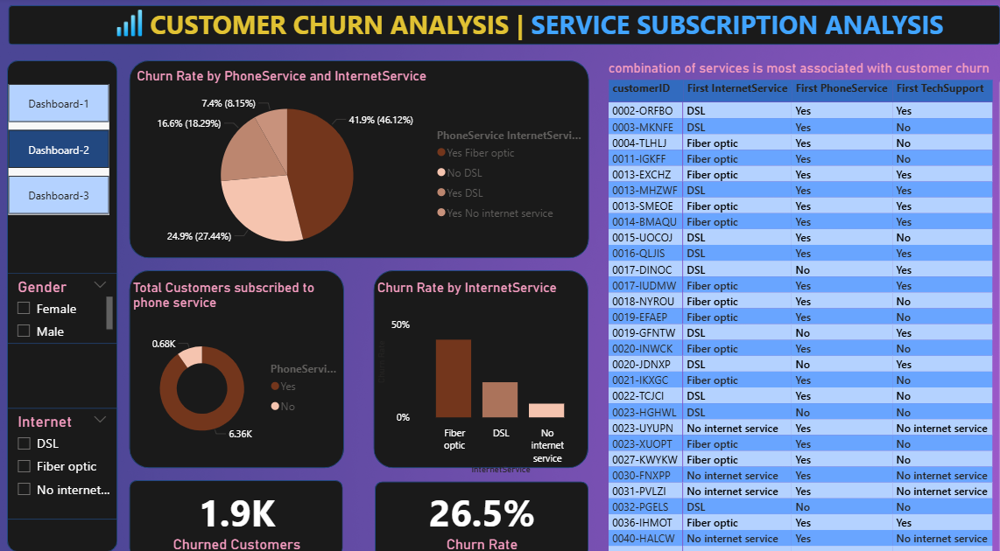 CUSTOMER CHURN ANALYSIS | SERVICE SUBSCRIPTION ANALYSIS
Dashboard-1
Dashboard-2
Dashboard-3
Gender
Female
Male
Internet
DSL
Fiber optic
No internet...
Churn Rate by PhoneService and InternetService
7.4% (8.15%)
16.6% (18.29%)
41.9% (46.12%)
24.9% (27.44%)
PhoneService InternetServi...
Yes Fiber optic
No DSL
Yes DSL
Yes No internet service
Total Customers subscribed to
phone service
0.68K
6.36K
PhoneServi...
Yes
No
Churn Rate by InternetService
Churn Rate
50%
0%
Fiber optic
DSL
No internet service
InternetService
1.9K
Churned Customers
26.5%
Churn Rate
combination of services is most associated with customer churn
customerID First InternetService First PhoneService First TechSupport
0002-ORFBO DSL Yes Yes
0003-MKNFE DSL Yes No
0004-TLHLJ Fiber optic Yes No
0011-IGKFF Fiber optic Yes No
0013-EXCHZ Fiber optic Yes Yes
0013-MHZWF DSL Yes Yes
0013-SMEOE Fiber optic Yes Yes
0014-BMAQU Fiber optic Yes Yes
0015-UOCOJ DSL Yes No
0016-QLJIS DSL Yes Yes
0017-DINOC DSL No Yes
0017-IUDMW Fiber optic Yes Yes
0018-NYROU Fiber optic Yes No
0019-EFAEP Fiber optic Yes No
0019-GFNTW DSL No Yes
0020-INWCK Fiber optic Yes No
0020-JDNXP DSL No Yes
0021-IKXGC Fiber optic Yes No
0022-TCJCI DSL Yes No
0023-HGHWL DSL No No
0023-UYUPN No internet service Yes No internet service
0023-XUOPT Fiber optic Yes No
0027-KWYKW Fiber optic Yes No
0030-FNXPP No internet service Yes No internet service
0031-PVLZI No internet service Yes No internet service
0032-PGELS DSL No No
0036-IHMOT Fiber optic Yes Yes
0040-HALCW No internet service Yes No internet service